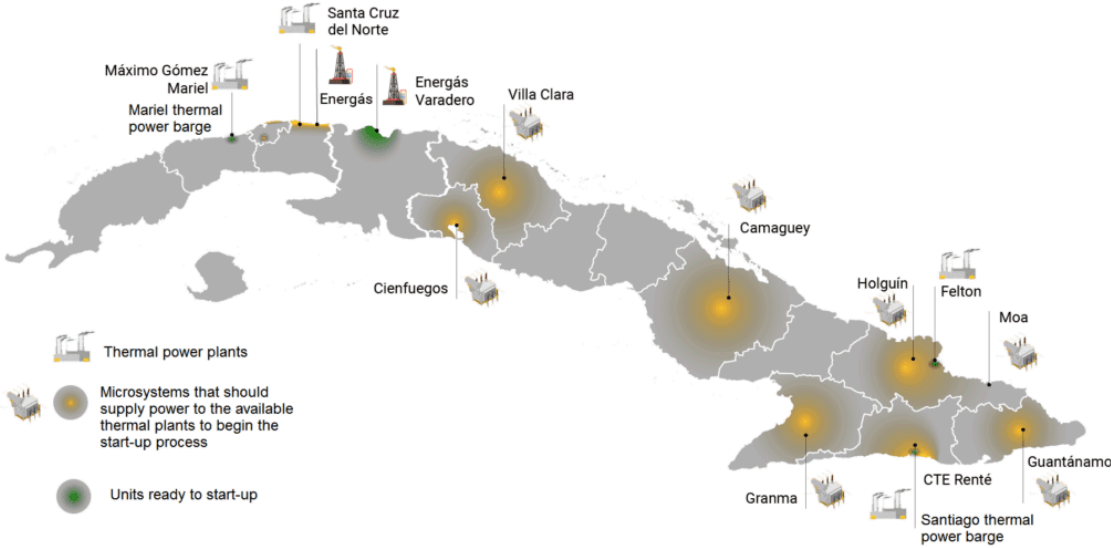 Santa Cruz
del Norte
Máximo Gómez
Mariel
Mariel thermal
power barge
Energás
Energás
Varadero
Villa Clara
Camaguey
Cienfuegos
Holguín
Felton
Moa
Thermal power plants
Microsystems that should
supply power to the available
thermal plants to begin the
start-up process
Units ready to start-up
Granma
CTE Renté
Santiago thermal
power barge
Guantánamo